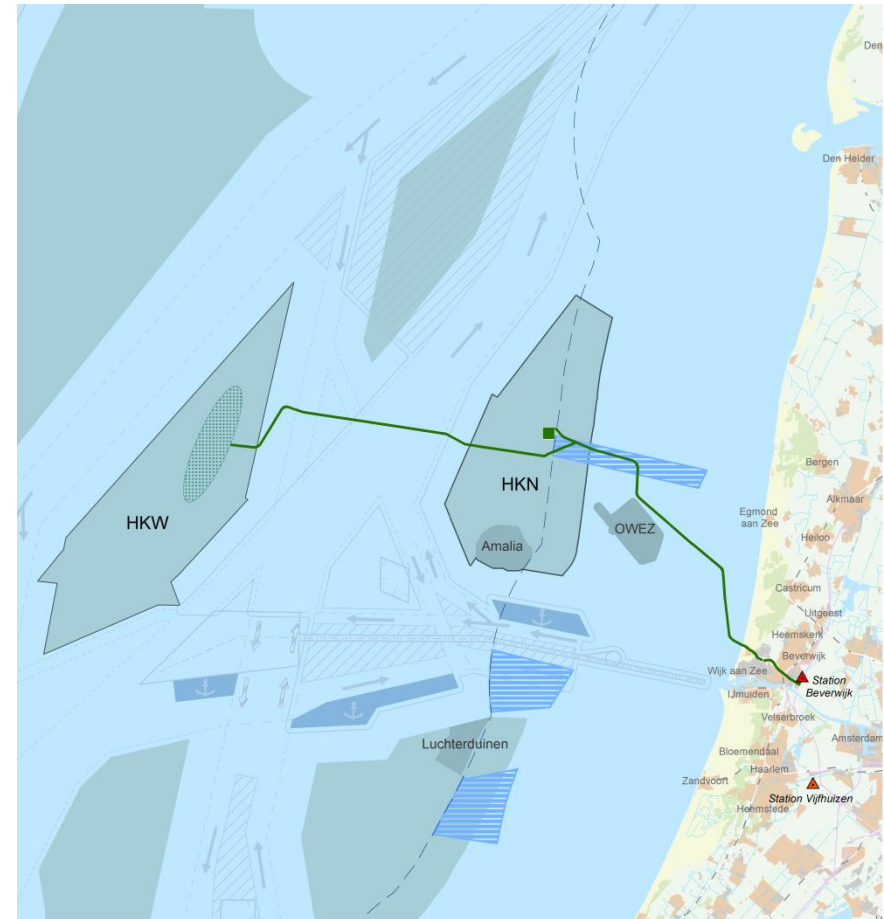 Den
Den Helder
Bergen
HKN
Alkmaar
Egmond
aan Zee
HKW
OWEZ
Heiloo
Amalia
Castricum
Uitgeest
Heemskerk
Beverwijk
Wijk aan Zee
Station
Beverwijk
IJmuiden
Velserbroek
Amsterdam
Luchterduinen
Bloemendaal
Haarlem
Zandvoort
Station Vijfhuizen
Heemstede